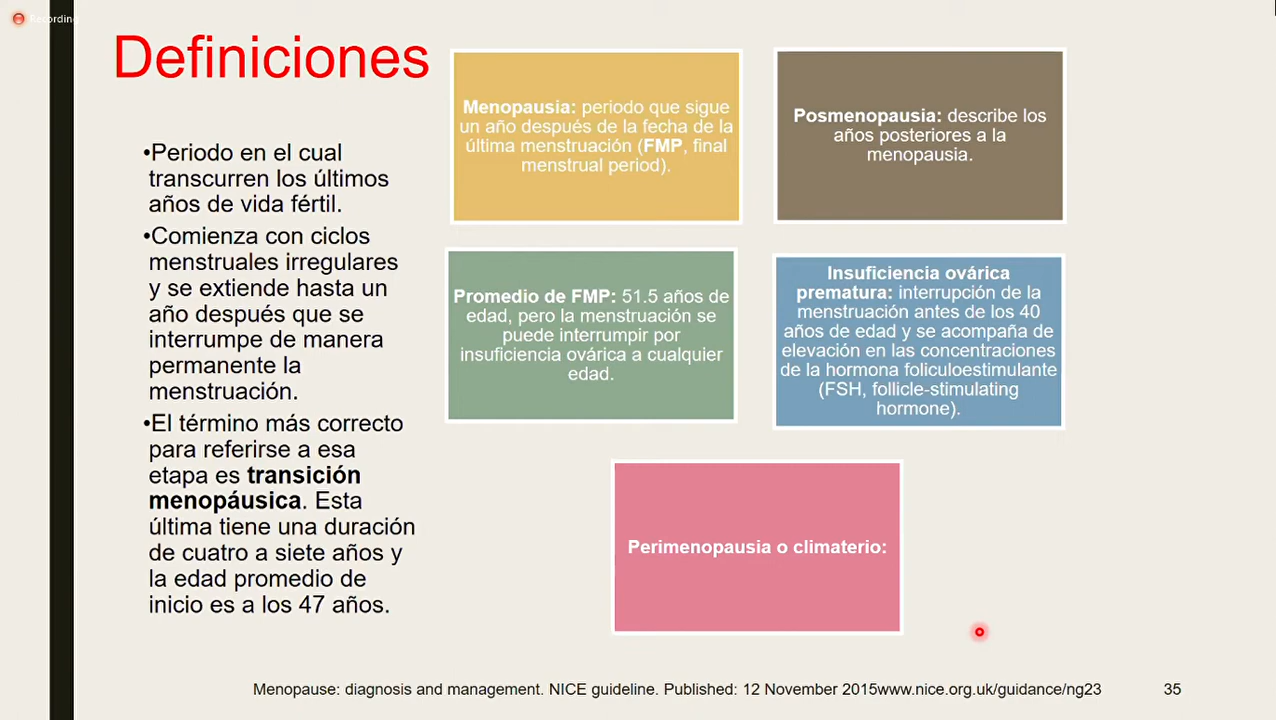 Recording
Definiciones
•Periodo en el cual
transcurren los últimos
años de vida fértil.
•Comienza con ciclos
menstruales irregulares
y se extiende hasta un
año después que se
interrumpe de manera
permanente la
menstruación.
•El término más correcto
para referirse a esa
etapa es transición
menopáusica. Esta
última tiene una duración
de cuatro a siete años y
la edad promedio de
inicio es a los 47 años.
Menopausia: periodo que sigue
un año después de la fecha de la
última menstruación (FMP, final
menstrual period).
Posmenopausia: describe los
años posteriores a la
menopausia.
Promedio de FMP: 51.5 años de
edad, pero la menstruación se
puede interrumpir por
insuficiencia ovárica a cualquier
edad.
Insuficiencia ovárica
prematura: interrupción de la
menstruación antes de los 40
años de edad y se acompaña de
elevación en las concentraciones
de la hormona foliculoestimulante
(FSH, follicle-stimulating
hormone).
Perimenopausia o climaterio:
Menopause: diagnosis and management. NICE guideline. Published: 12 November 2015www.nice.org.uk/guidance/ng23
35